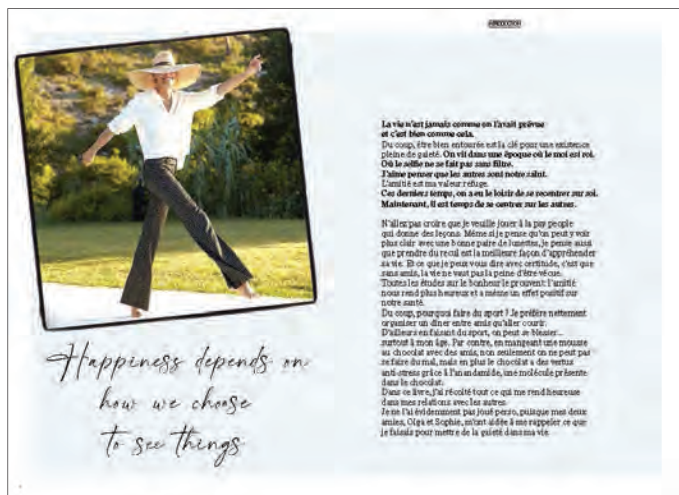 INTRODUCTION
Happiness depends on
how we choose
to see things
La vie n'est jamais comme on l'avait prévue
et c'est bien comme cela.
Du coup, être bien entourée est la clé pour une existence
pleine de gaieté. On vit dans une époque où le moi est roi.
Où le selfie ne se fait pas sans filtre.
J'aime penser que les autres sont notre salut.
L'amitié est ma valeur refuge.
Ces derniers temps, on a eu le loisir de se recentrer sur soi.
Maintenant, il est temps de se centrer sur les autres.
N'allez pas croire que je veuille jouer à la psy people
qui donne des leçons. Même si je pense qu'on peut y voir
plus clair avec une bonne paire de lunettes, je pense aussi
que prendre du recul est la meilleure façon d'appréhender
sa vie. Et ce que je peux vous dire avec certitude, c'est que
sans amis, la vie ne vaut pas la peine d'être vécue.
Toutes les études sur le bonheur le prouvent: l'amitié
nous rend plus heureux et a même un effet positif sur
notre santé.
Du coup, pourquoi faire du sport ? Je préfère nettement
organiser un dîner entre amis qu'aller courir.
D'ailleurs en faisant du sport, on peut se blesser...
surtout à mon âge. Par contre, en mangeant une mousse
au chocolat avec des amis, non seulement on ne peut pas
se faire du mal, mais en plus le chocolat a des vertus
anti-stress grâce à l'anandamide, une molécule présente
dans le chocolat.
Dans ce livre, j'ai récolté tout ce qui me rend heureuse
dans mes relations avec les autres.
Je ne l'ai évidemment pas joué perso, puisque mes deux
amies, Olga et Sophie, m'ont aidée à me rappeler ce que
je faisais pour mettre de la gaieté dans ma vie.